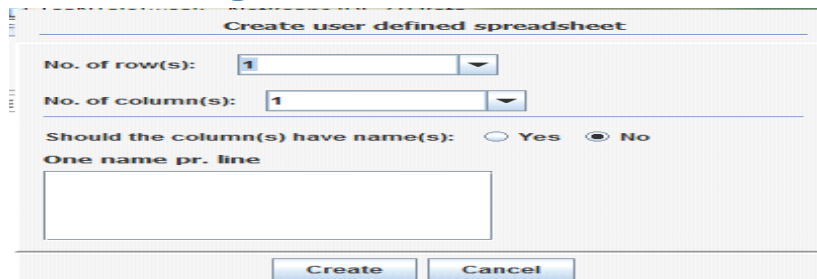 Create user defined spreadsheet
No. of row(s): 1
No. of column(s): 1
Should the column(s) have name(s): Yes No
One name pr. line
Create Cancel